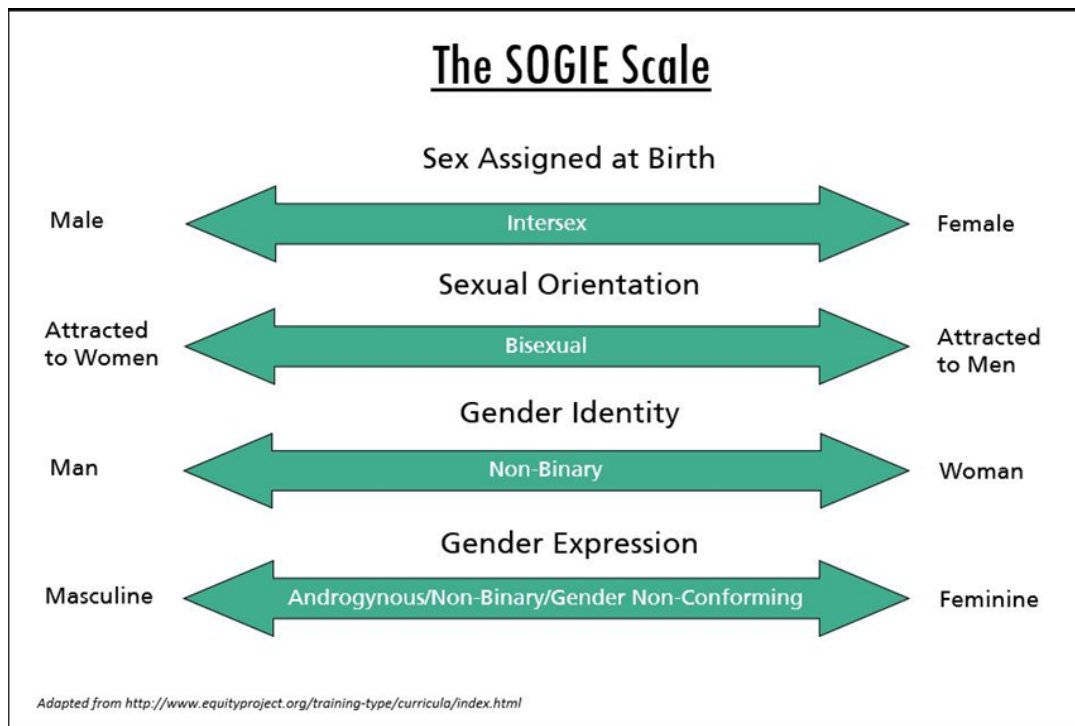 The SOGIE Scale
Sex Assigned at Birth
Male
Intersex
Female
Sexual Orientation
Attracted
to Women
Bisexual
Attracted
to Men
Gender Identity
Man
Non-Binary
Woman
Gender Expression
Masculine
Androgynous/Non-Binary/Gender Non-Conforming
Feminine
Adapted from http://www.equityproject.org/training-type/curricula/index.html